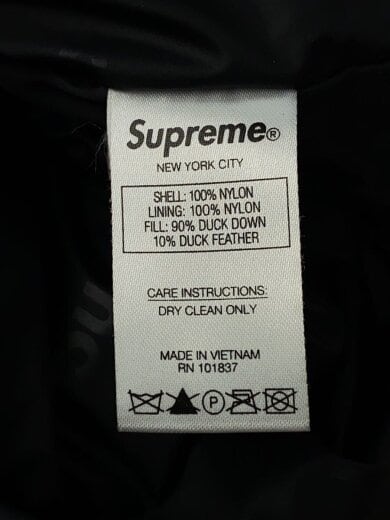 Supreme®
NEW YORK CITY
SHELL: 100% NYLON
LINING: 100% NYLON
FILL: 90% DUCK DOWN
10% DUCK FEATHER
CARE INSTRUCTIONS:
DRY CLEAN ONLY
MADE IN VIETNAM
RN 101837
P